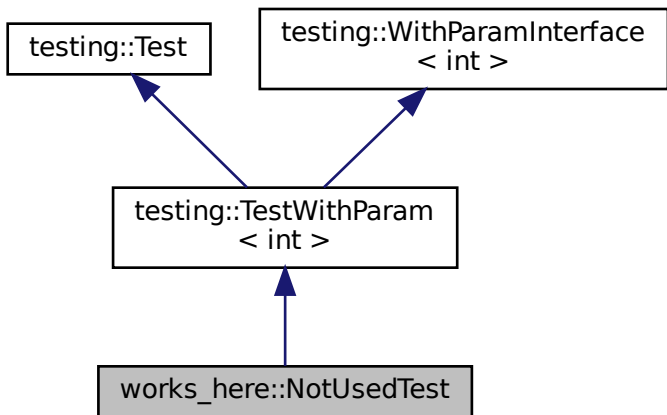 testing::Test
testing::WithParamInterface
< int >
testing::TestWithParam
< int >
works_here::NotUsedTest